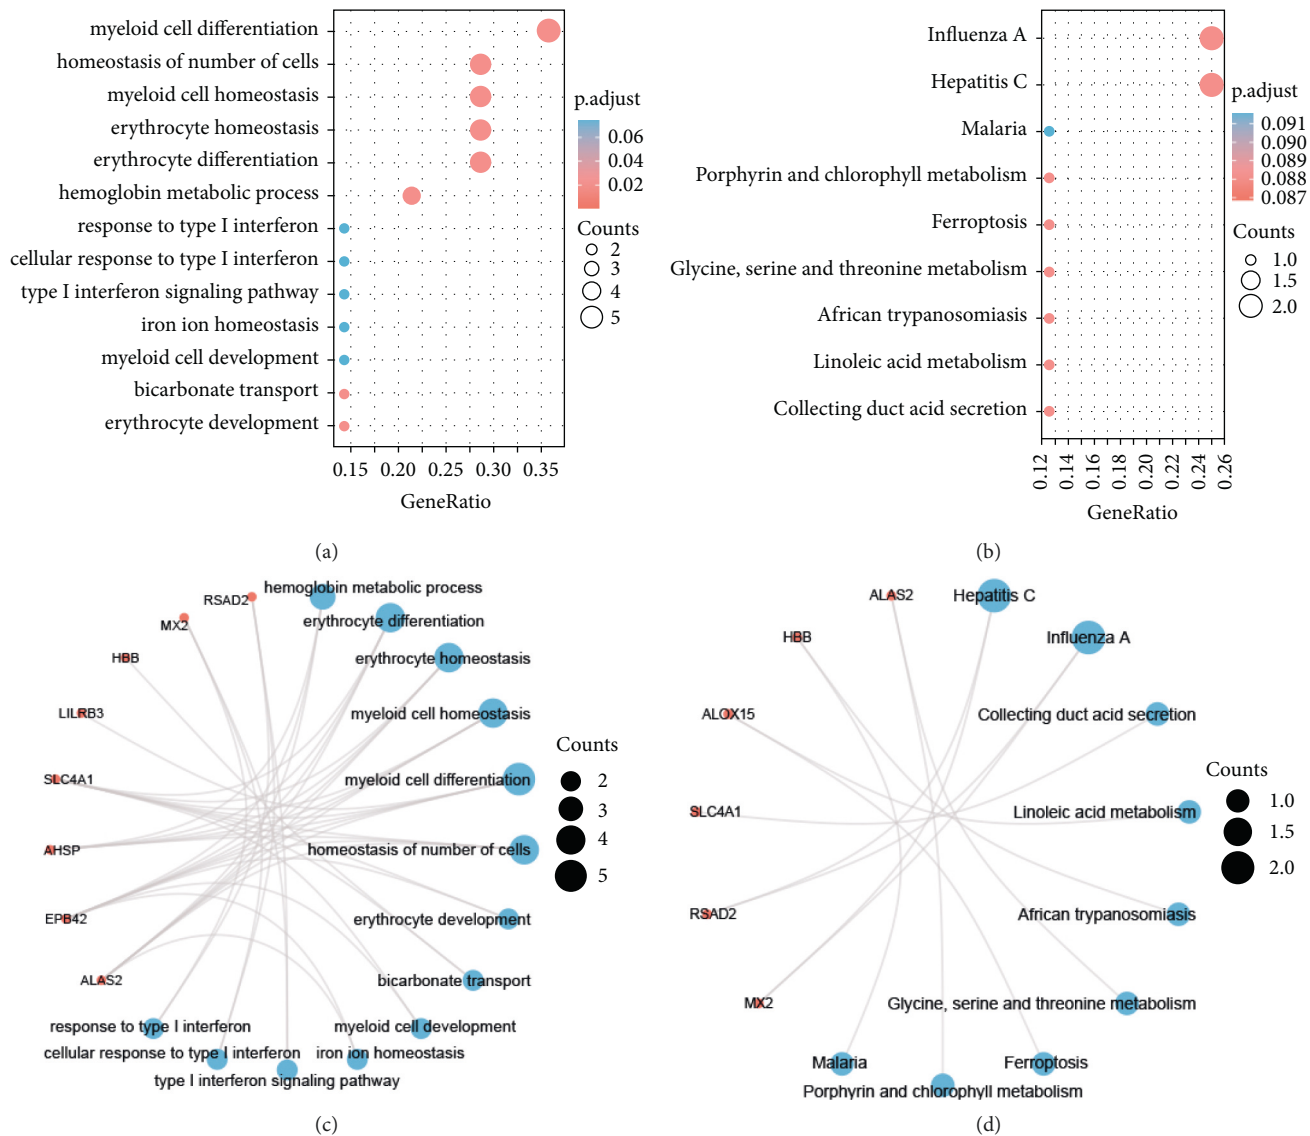 myeloid cell differentiation
homeostasis of number of cells
myeloid cell homeostasis
erythrocyte homeostasis
erythrocyte differentiation
hemoglobin metabolic process
response to type I interferon
cellular response to type I interferon
type I interferon signaling pathway
iron ion homeostasis
myeloid cell development
bicarbonate transport
erythrocyte development
0.15 0.20 0.25 0.30 0.35
GeneRatio
p.adjust
0.06
0.04
0.02
Counts
2
3
4
5
(a)
Influenza A
Hepatitis C
Malaria
Porphyrin and chlorophyll metabolism
Ferroptosis
Glycine, serine and threonine metabolism
African trypanosomiasis
Linoleic acid metabolism
Collecting duct acid secretion
0.12 0.14 0.16 0.18 0.20 0.22 0.24 0.26
GeneRatio
p.adjust
0.091
0.090
0.089
0.088
0.087
Counts
1.0
1.5
2.0
(b)
hemoglobin metabolic process
RSAD2
erythrocyte differentiation
MX2
erythrocyte homeostasis
HBB
LILRB3
myeloid cell homeostasis
SLC4A1
myeloid cell differentiation
AHSP
homeostasis of number of cells
EPB42
erythrocyte development
ALAS2
bicarbonate transport
response to type I interferon
myeloid cell development
cellular response to type I interferon
iron ion homeostasis
type I interferon signaling pathway
Counts
2
3
4
5
(c)
ALAS2
Hepatitis C
HBB
Influenza A
ALOX15
Collecting duct acid secretion
SLC4A1
Linoleic acid metabolism
RSAD2
African trypanosomiasis
MX2
Glycine, serine and threonine metabolism
Malaria
Ferroptosis
Porphyrin and chlorophyll metabolism
Counts
1.0
1.5
2.0
(d)